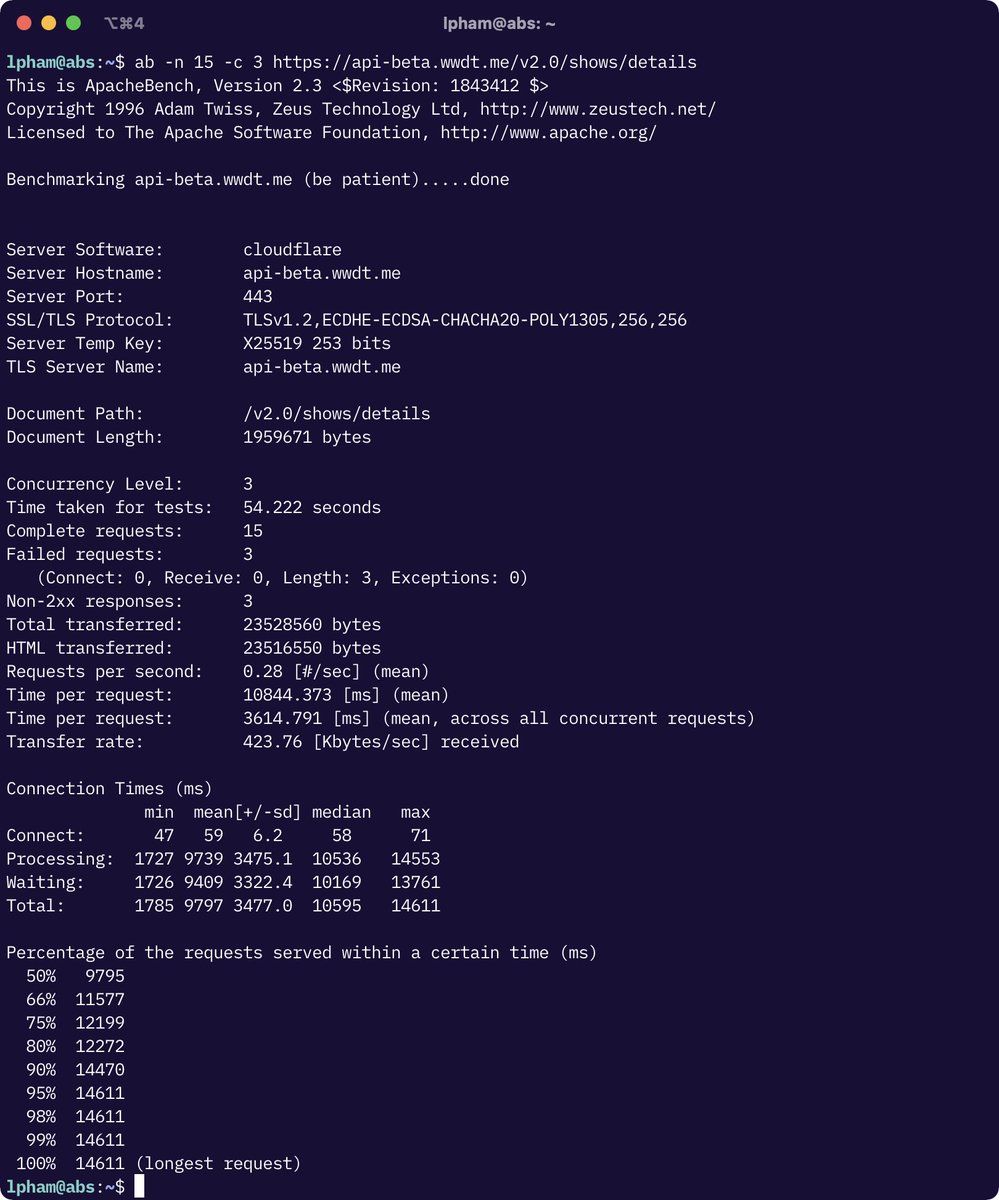 ⌥⌘4
lpham@abs: ~
lpham@abs:~$ ab -n 15 -c 3 https://api-beta.wwdt.me/v2.0/shows/details
This is ApacheBench, Version 2.3 <$Revision: 1843412 $>
Copyright 1996 Adam Twiss, Zeus Technology Ltd, http://www.zeustech.net/
Licensed to The Apache Software Foundation, http://www.apache.org/

Benchmarking api-beta.wwdt.me (be patient).....done


Server Software:        cloudflare
Server Hostname:        api-beta.wwdt.me
Server Port:            443
SSL/TLS Protocol:       TLSv1.2,ECDHE-ECDSA-CHACHA20-POLY1305,256,256
Server Temp Key:        X25519 253 bits
TLS Server Name:        api-beta.wwdt.me

Document Path:          /v2.0/shows/details
Document Length:        1959671 bytes

Concurrency Level:      3
Time taken for tests:   54.222 seconds
Complete requests:      15
Failed requests:        3
   (Connect: 0, Receive: 0, Length: 3, Exceptions: 0)
Non-2xx responses:      3
Total transferred:      23528560 bytes
HTML transferred:       23516550 bytes
Requests per second:    0.28 [#/sec] (mean)
Time per request:       10844.373 [ms] (mean)
Time per request:       3614.791 [ms] (mean, across all concurrent requests)
Transfer rate:          423.76 [Kbytes/sec] received

Connection Times (ms)
              min  mean[+/-sd] median   max
Connect:       47   59   6.2     58      71
Processing:  1727 9739 3475.1  10536   14553
Waiting:     1726 9409 3322.4  10169   13761
Total:       1785 9797 3477.0  10595   14611

Percentage of the requests served within a certain time (ms)
  50%   9795
  66%  11577
  75%  12199
  80%  12272
  90%  14470
  95%  14611
  98%  14611
  99%  14611
 100%  14611 (longest request)
lpham@abs:~$